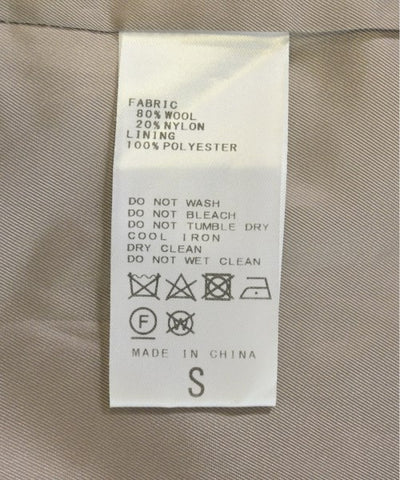 FABRIC
80% WOOL
20% NYLON
LINING
100% POLYESTER
DO NOT WASH
DO NOT BLEACH
DO NOT TUMBLE DRY
COOL IRON
DRY CLEAN
DO NOT WET CLEAN
F W
MADE IN CHINA
S